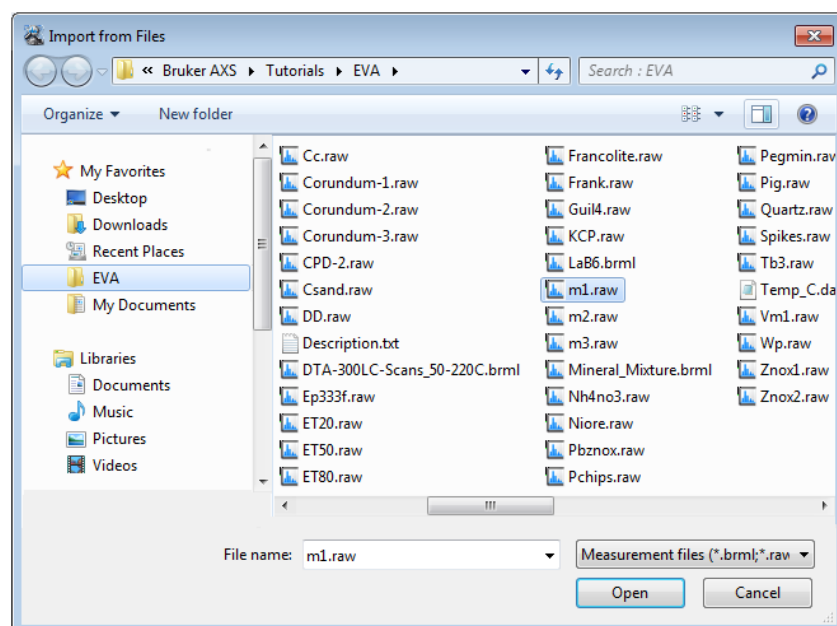 Import from Files
« Bruker AXS ▸ Tutorials ▸ EVA ▸
Search : EVA
Organize
New folder
My Favorites
Desktop
Downloads
Recent Places
EVA
My Documents
Libraries
Documents
Music
Pictures
Videos
Cc.raw
Corundum-1.raw
Corundum-2.raw
Corundum-3.raw
CPD-2.raw
Csand.raw
DD.raw
Description.txt
DTA-300LC-Scans_50-220C.brml
Ep333f.raw
ET20.raw
ET50.raw
ET80.raw
Francolite.raw
Frank.raw
Guil4.raw
KCP.raw
LaB6.brml
m1.raw
m2.raw
m3.raw
Mineral_Mixture.brml
Nh4no3.raw
Niore.raw
Pbznox.raw
Pchips.raw
Pegmin.raw
Pig.raw
Quartz.raw
Spikes.raw
Tb3.raw
Temp_C.da
Vm1.raw
Wp.raw
Znox1.raw
Znox2.raw
File name:
m1.raw
Measurement files (*.brml;*.raw
Open
Cancel